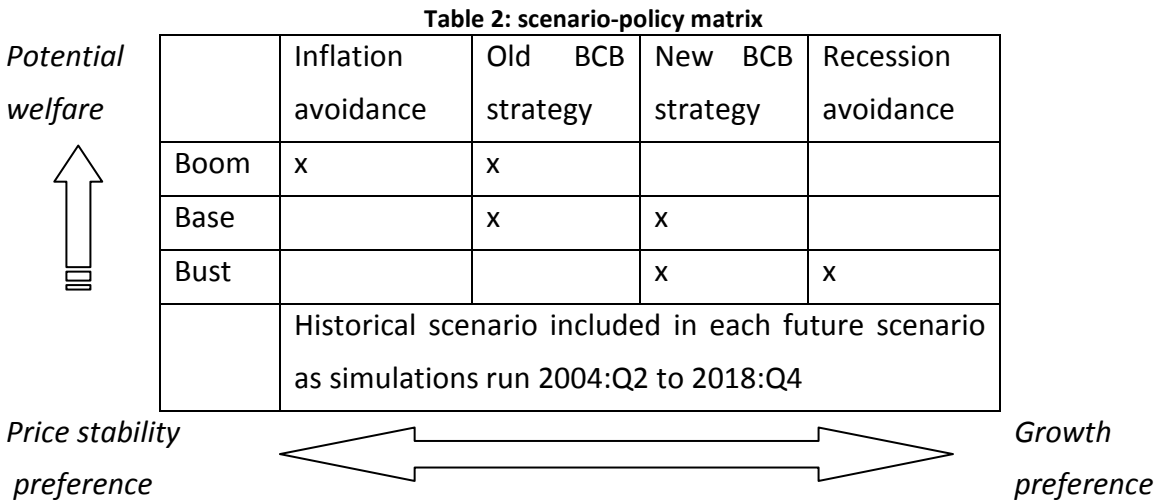 Table 2: scenario-policy matrix
Potential
welfare
Inflation avoidance
Old BCB strategy
New BCB strategy
Recession avoidance
Boom x x
Base x x
Bust x x
Historical scenario included in each future scenario
as simulations run 2004:Q2 to 2018:Q4
Price stability
preference
Growth
preference